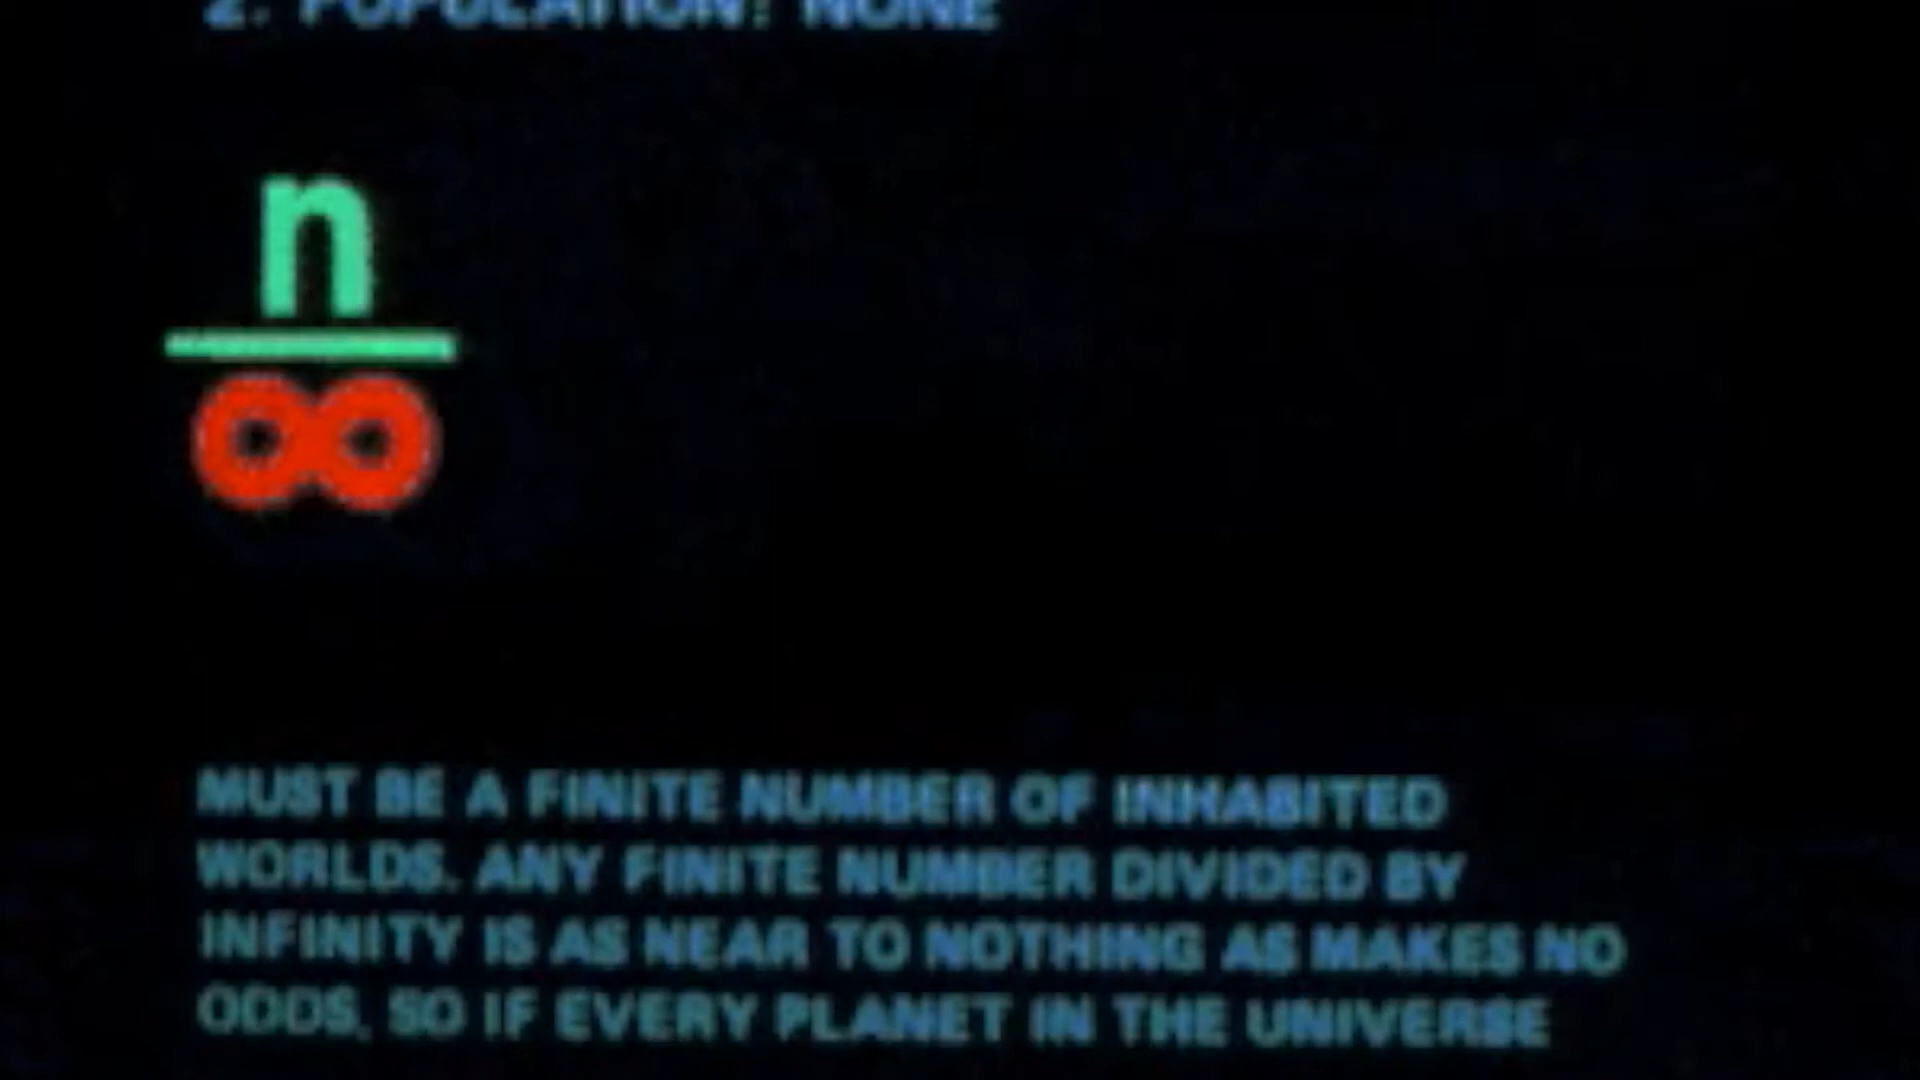 2. POPULATION: NONE
n
∞
MUST BE A FINITE NUMBER OF INHABITED
WORLDS. ANY FINITE NUMBER DIVIDED BY
INFINITY IS AS NEAR TO NOTHING AS MAKES NO
ODDS, SO IF EVERY PLANET IN THE UNIVERSE